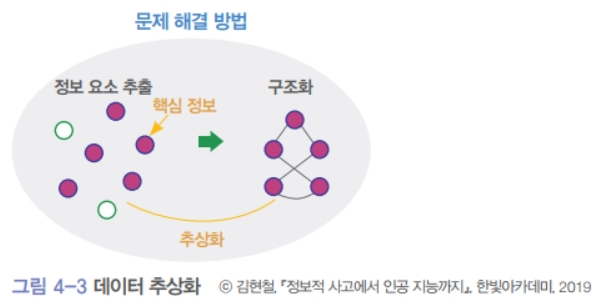 문제 해결 방법
정보 요소 추출
구조화
핵심 정보
추상화
그림 4-3 데이터 추상화 ⓒ 김현철, 『정보적 사고에서 인공 지능까지』, 한빛아카데미, 2019